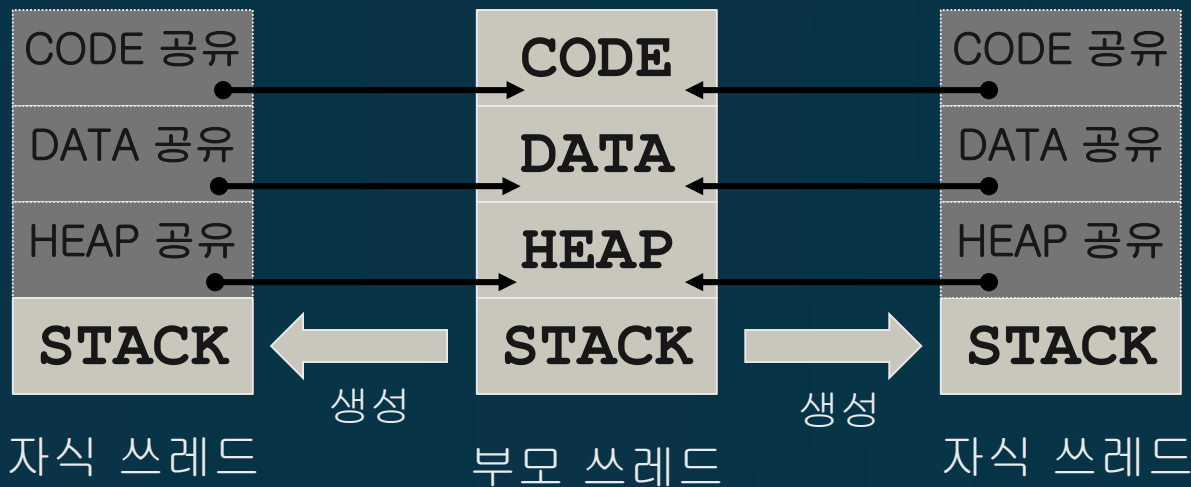 CODE 공유
DATA 공유
HEAP 공유
STACK
자식 쓰레드
생성
CODE
DATA
HEAP
STACK
부모 쓰레드
생성
CODE 공유
DATA 공유
HEAP 공유
STACK
자식 쓰레드